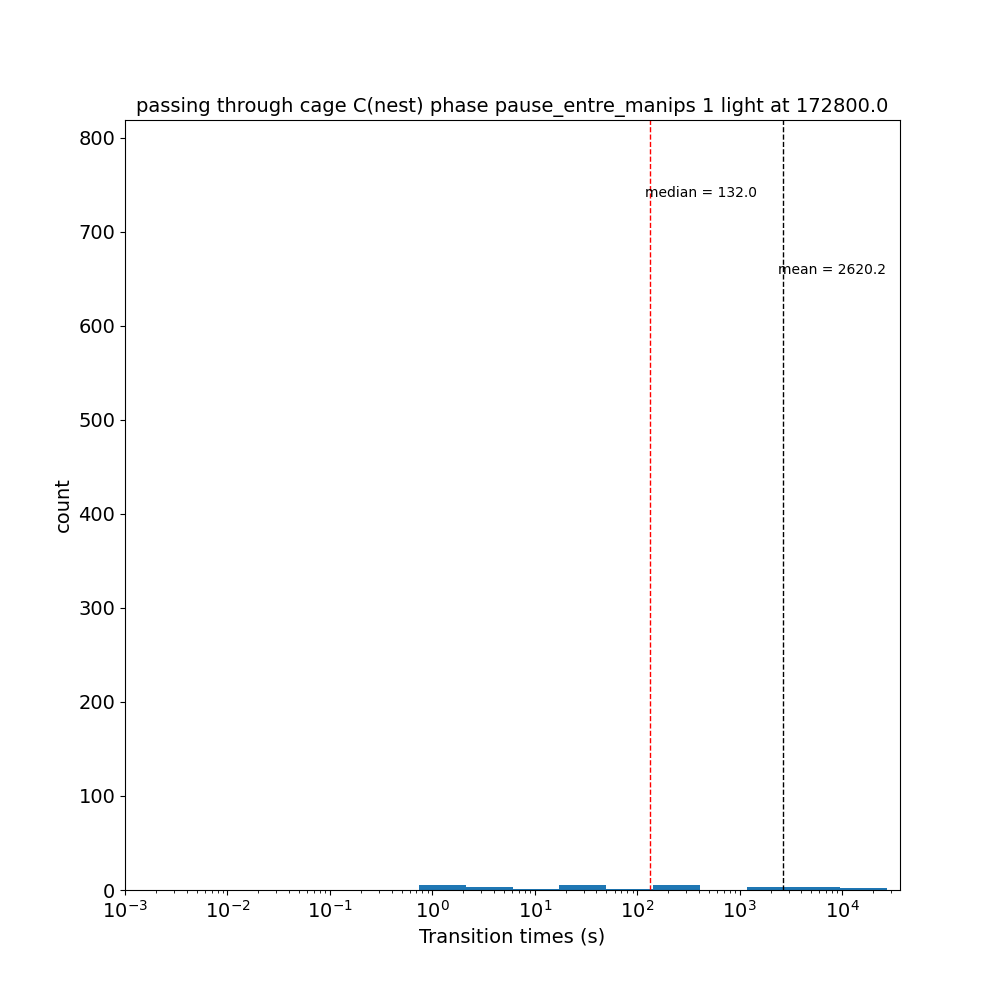 passing through cage C(nest) phase pause_entre_manips 1 light at 172800.0
800
median = 132.0
700
mean = 2620.2
600
500
count
400
300
200
100
0
10⁻³ 10⁻² 10⁻¹ 10⁰ 10¹ 10² 10³ 10⁴
Transition times (s)